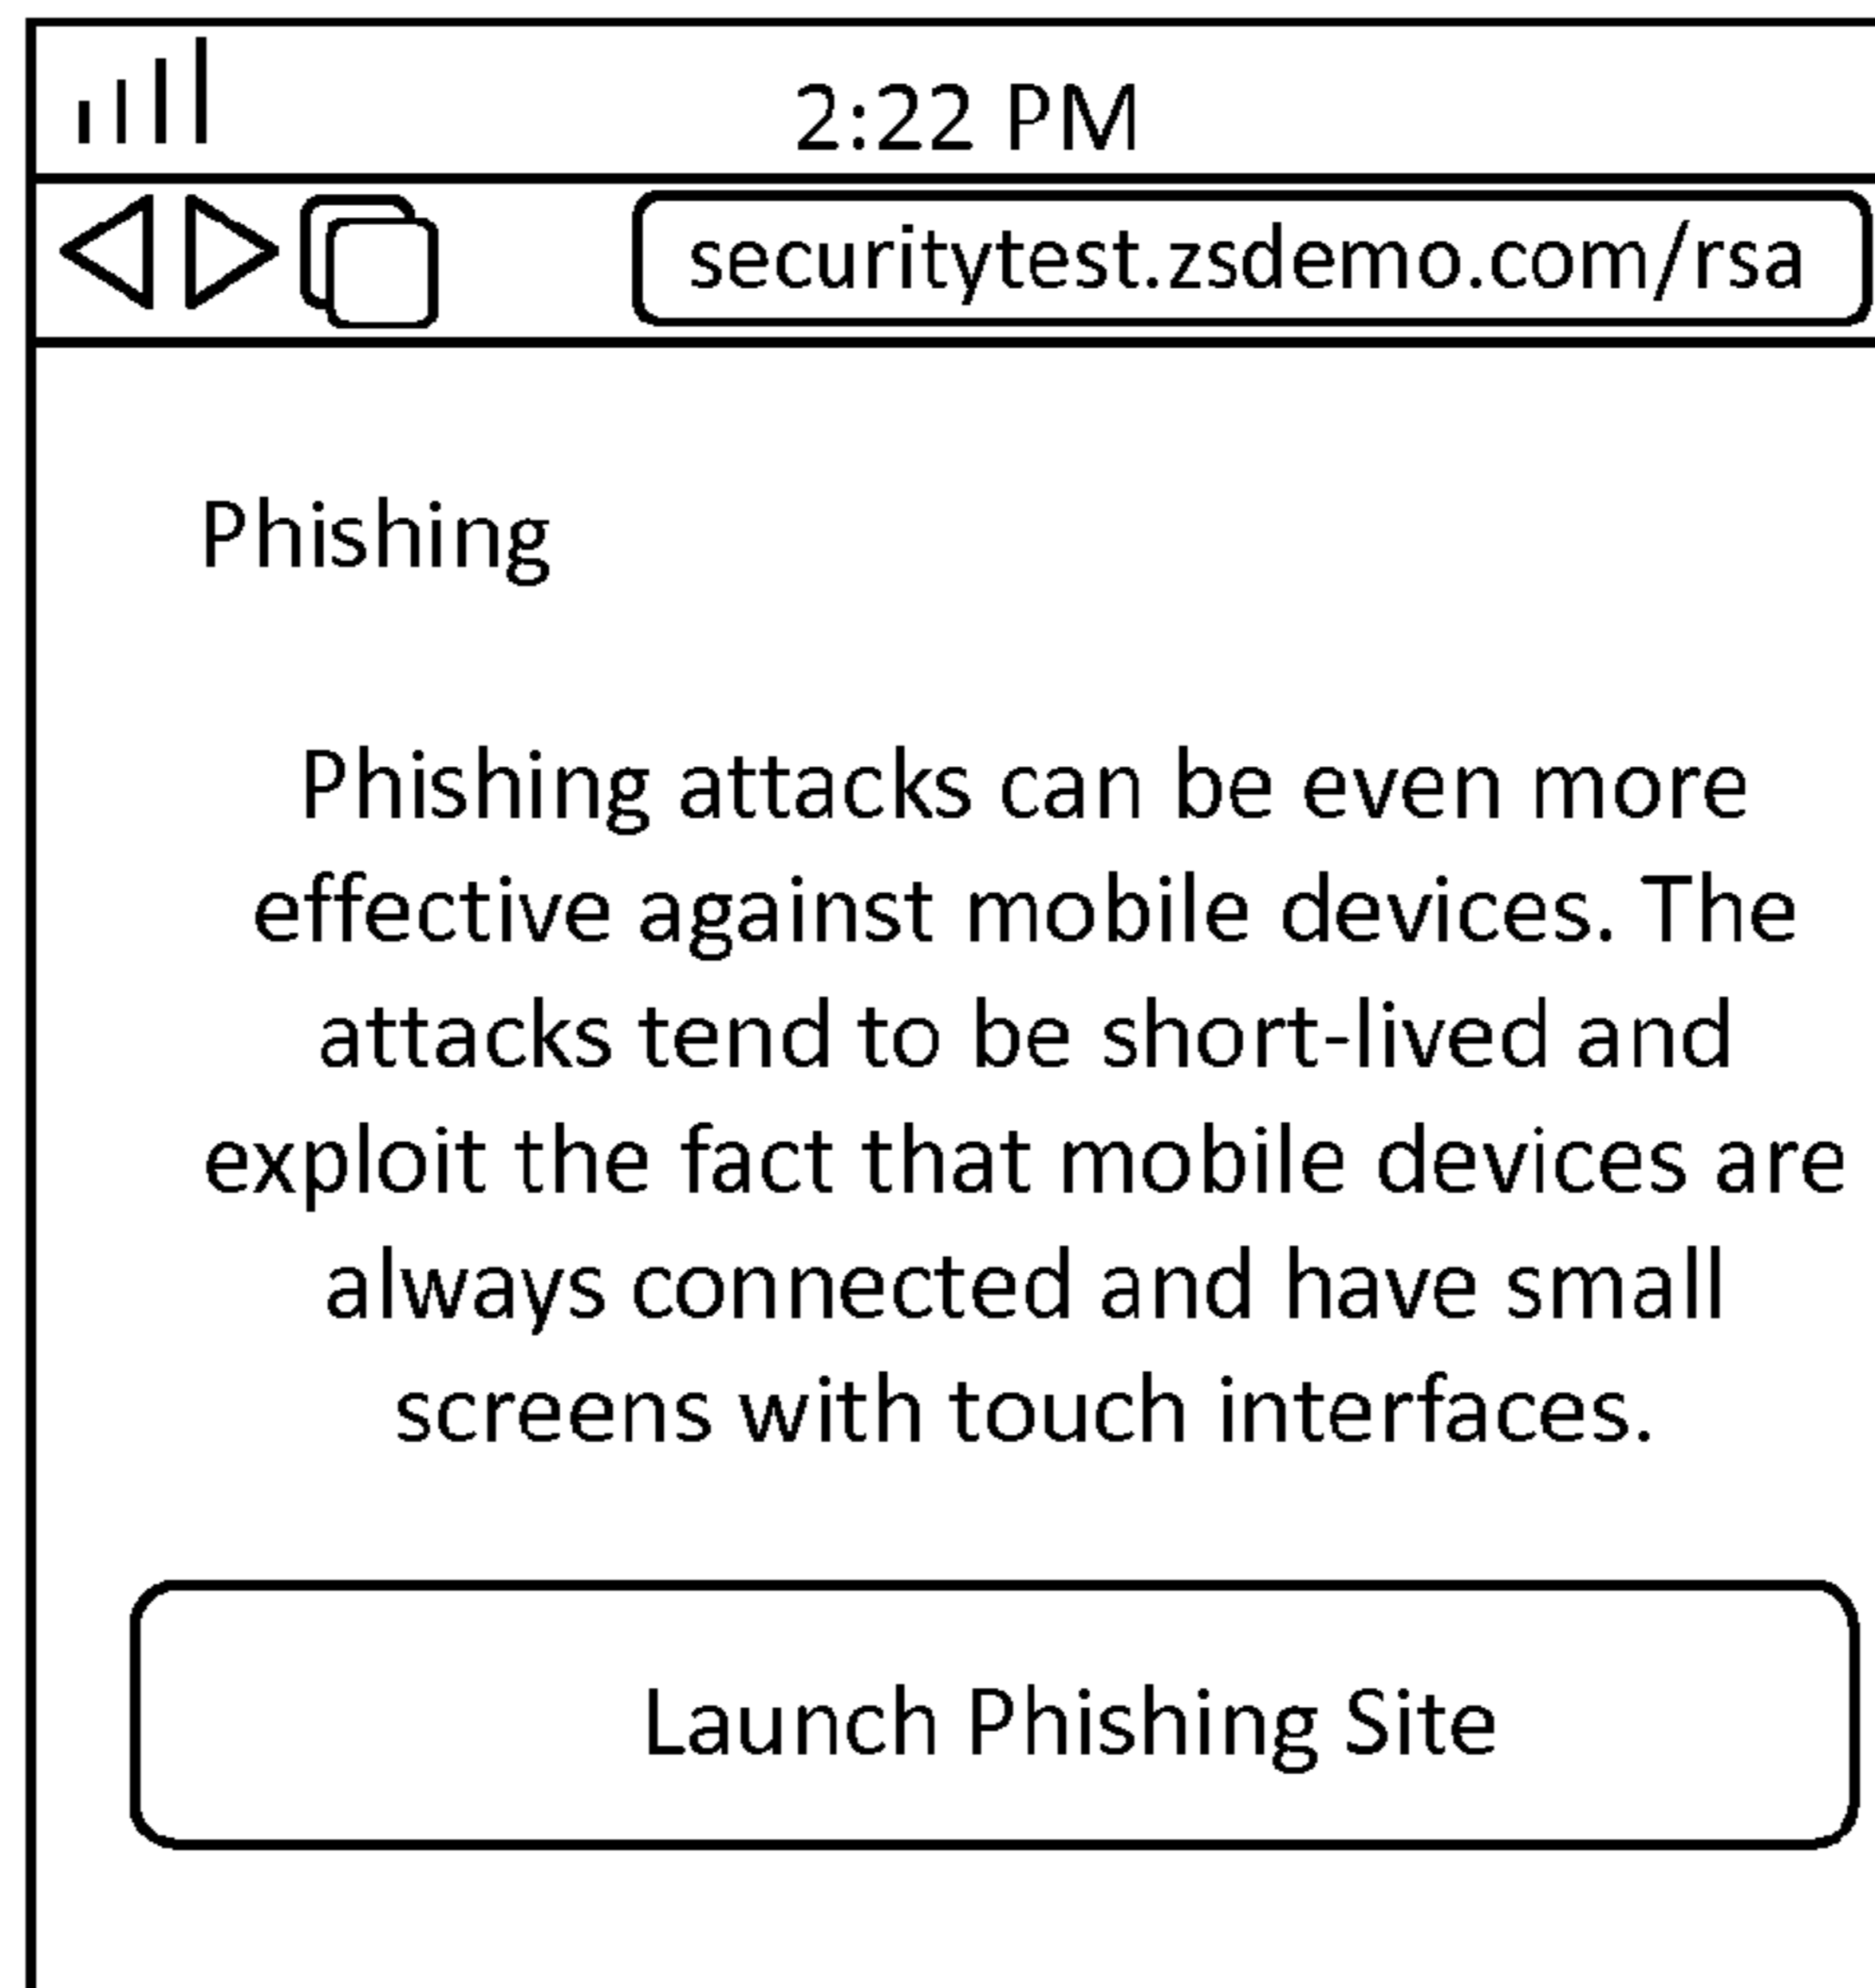 2:22 PM
securitytest.zsdemo.com/rsa
Phishing
Phishing attacks can be even more
effective against mobile devices. The
attacks tend to be short-lived and
exploit the fact that mobile devices are
always connected and have small
screens with touch interfaces.
Launch Phishing Site